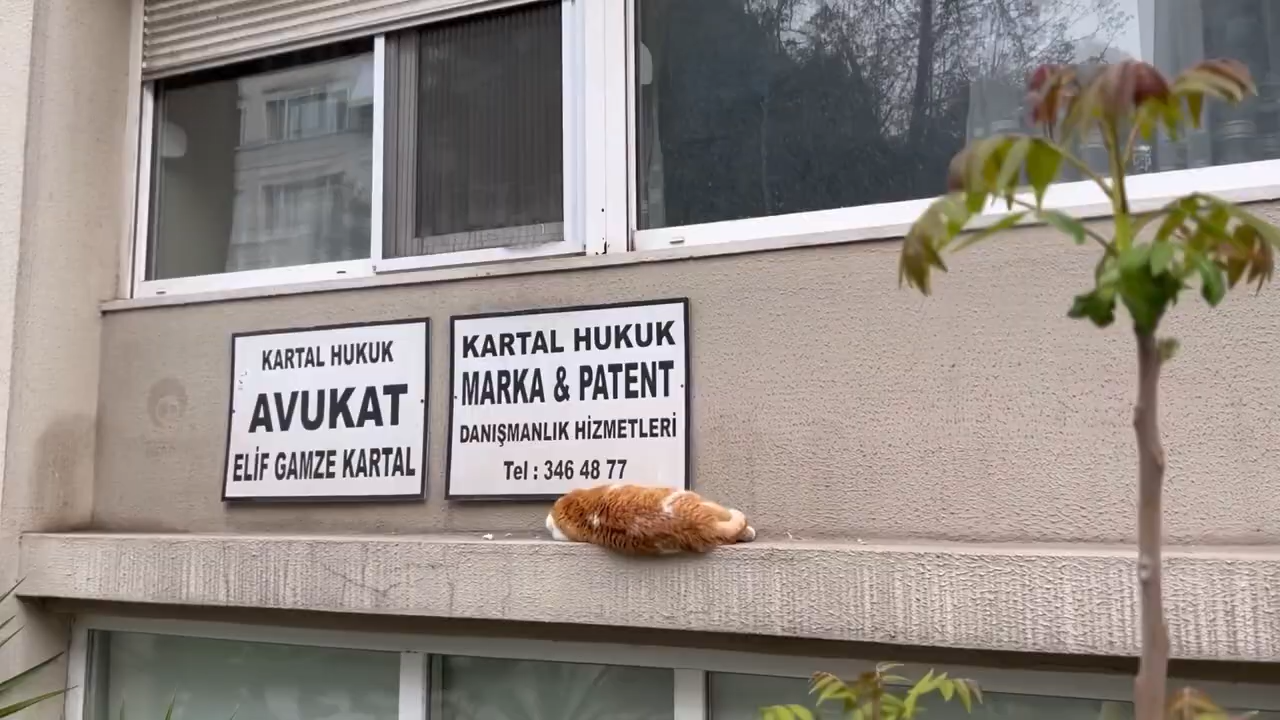 KARTAL HUKUK
AVUKAT
ELİF GAMZE KARTAL
KARTAL HUKUK
MARKA & PATENT
DANIŞMANLIK HİZMETLERİ
Tel : 346 48 77